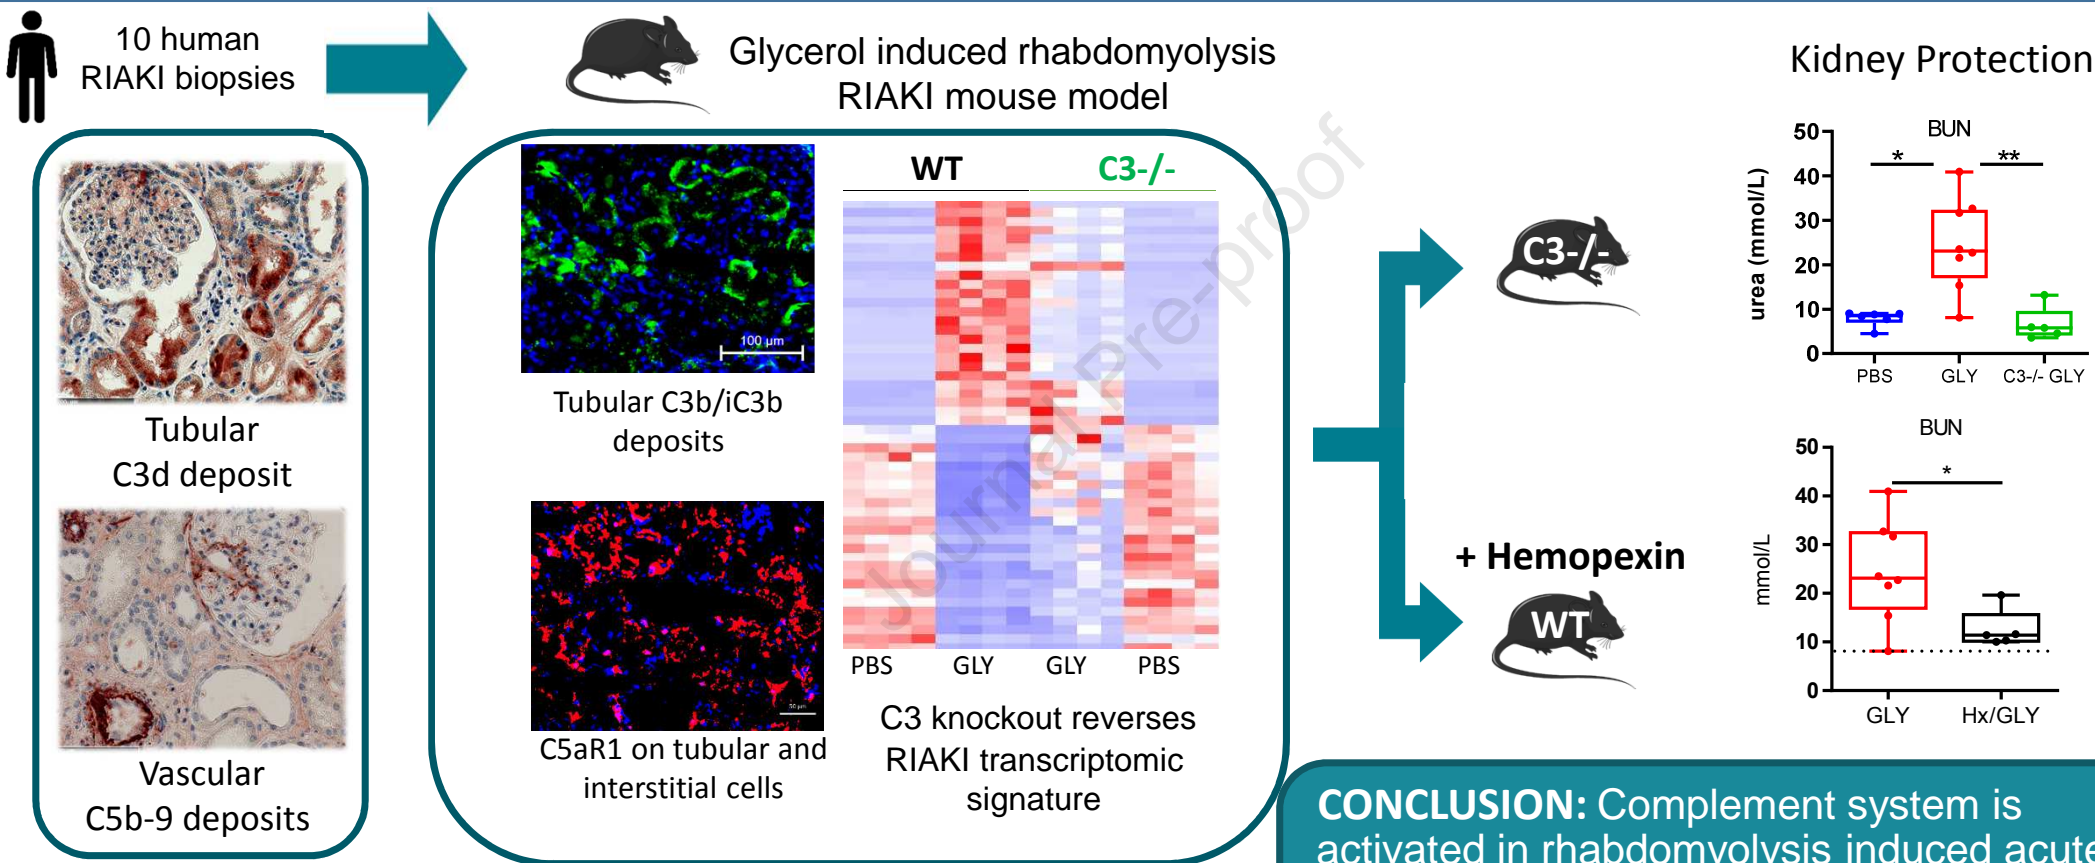 10 human
RIAKI biopsies
Glycerol induced rhabdomyolysis
RIAKI mouse model
Kidney Protection
Tubular
C3d deposit
Vascular
C5b-9 deposits
100 µm
Tubular C3b/iC3b
deposits
50 µm
C5aR1 on tubular and
interstitial cells
WT
C3-/-
PBS
GLY
GLY
PBS
C3 knockout reverses
RIAKI transcriptomic
signature
Journal Pre-proof
C3-/-
+ Hemopexin
WT
BUN
urea (mmol/L)
50
40
30
20
10
0
*
**
PBS
GLY
C3-/- GLY
BUN
mmol/L
50
40
30
20
10
0
*
GLY
Hx/GLY
CONCLUSION: Complement system is
activated in rhabdomyolysis induced acute